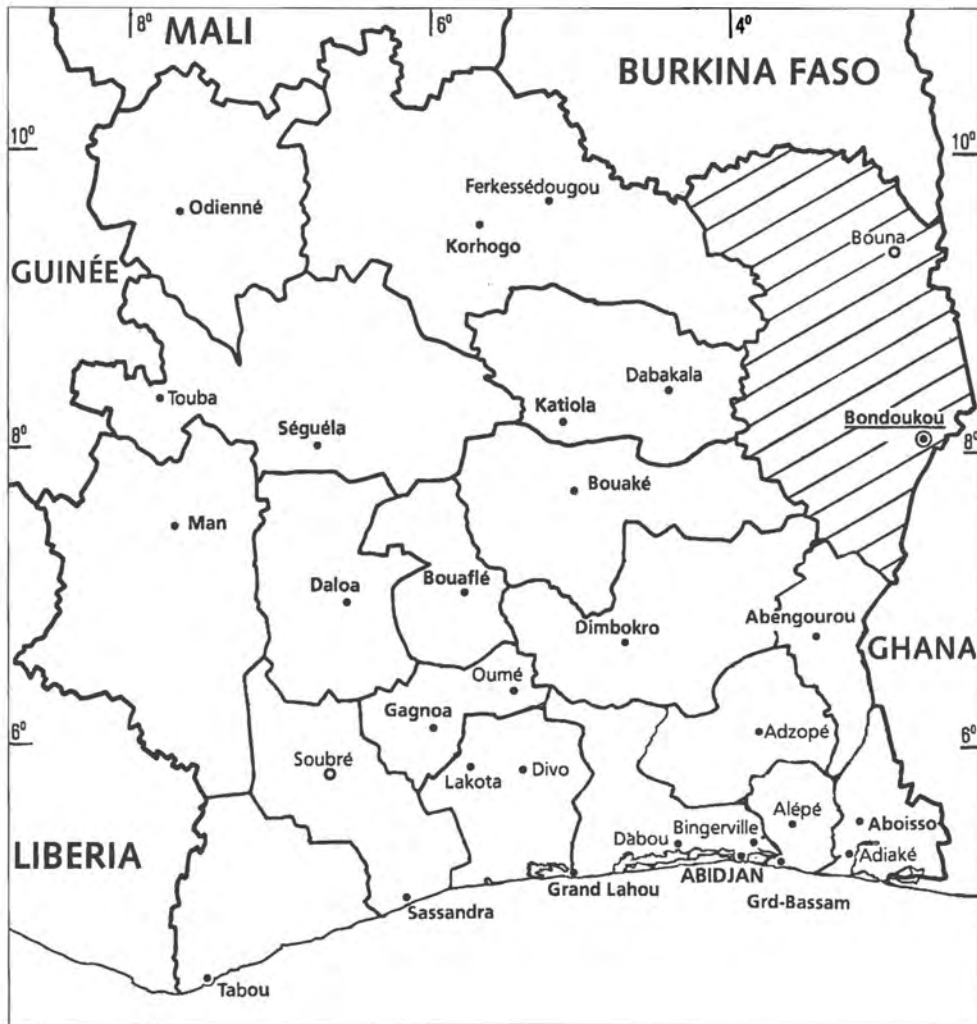 8°
6°
4°
MALI
BURKINA FASO
10°
10°
Ferkessédougou
Odienné
Korhogo
Bouna
GUINÉE
Dabakala
Touba
Katiola
Bondoukou
Séguéla
8°
8°
Bouaké
Man
Daloa
Bouaflé
Dimbokro
Abengourou
GHANA
Oumé
Gagnoa
Adzopé
6°
6°
Soubré
Lakota
Divo
Alépé
Aboisso
LIBERIA
Dabou
Bingerville
Adiaké
Grand Lahou
ABIDJAN
Grd-Bassam
Sassandra
Tabou